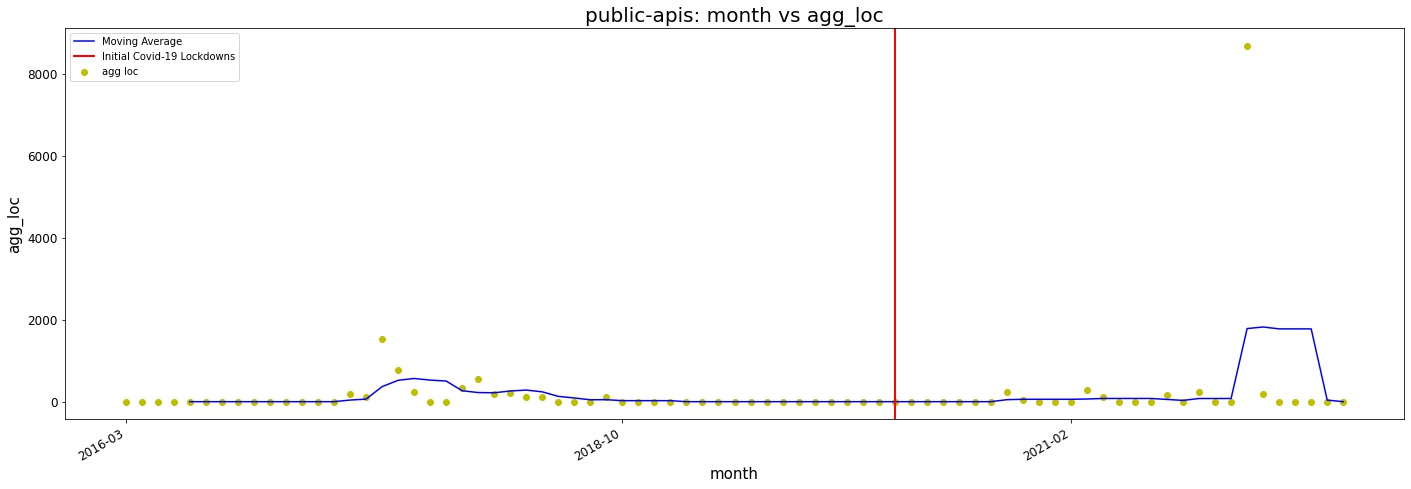 public-apis: month vs agg_loc
Moving Average
Initial Covid-19 Lockdowns
agg loc
8000
6000
4000
2000
0
agg_loc
2016-03
2018-10
2021-02
month